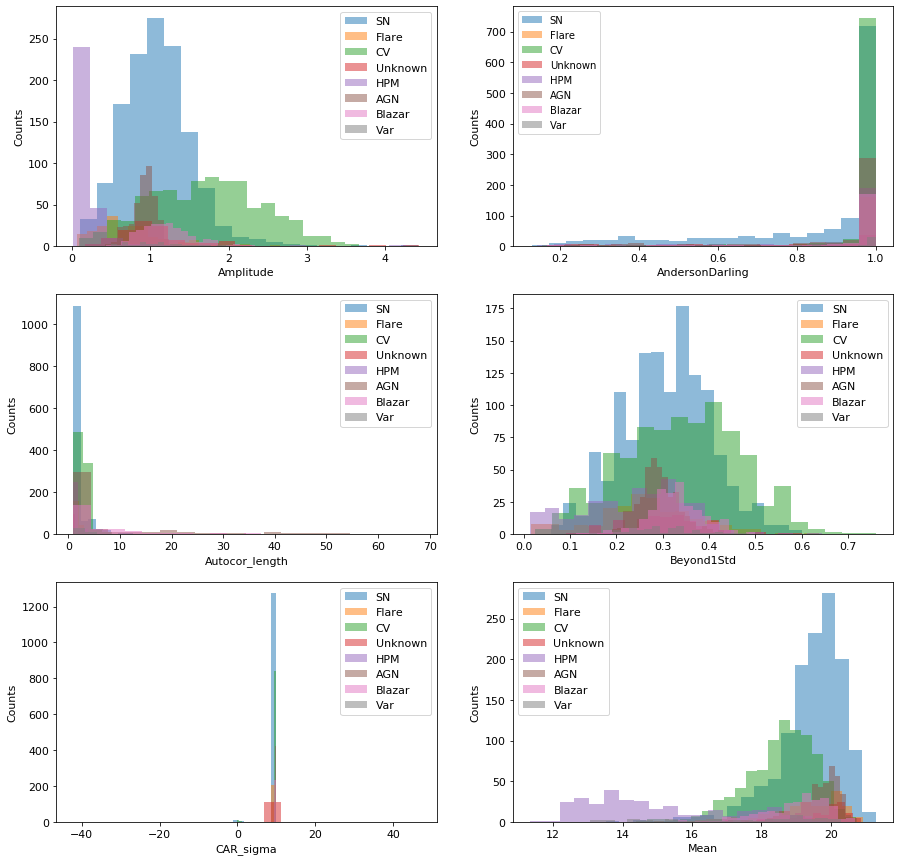 SN
Flare
CV
Unknown
HPM
AGN
Blazar
Var
250
200
150
100
50
0
Counts
0 1 2 3 4
Amplitude
SN
Flare
CV
Unknown
HPM
AGN
Blazar
Var
700
600
500
400
300
200
100
0
Counts
0.2 0.4 0.6 0.8 1.0
AndersonDarling
SN
Flare
CV
Unknown
HPM
AGN
Blazar
Var
1000
800
600
400
200
0
Counts
0 10 20 30 40 50 60 70
Autocor_length
SN
Flare
CV
Unknown
HPM
AGN
Blazar
Var
175
150
125
100
75
50
25
0
Counts
0.0 0.1 0.2 0.3 0.4 0.5 0.6 0.7
Beyond1Std
SN
Flare
CV
Unknown
HPM
AGN
Blazar
Var
1200
1000
800
600
400
200
0
Counts
−40 −20 0 20 40
CAR_sigma
SN
Flare
CV
Unknown
HPM
AGN
Blazar
Var
250
200
150
100
50
0
Counts
12 14 16 18 20
Mean